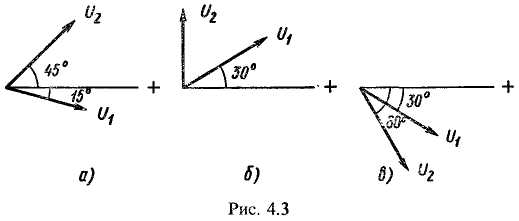 U₂ 45° 15° U₁ +
а)
U₂ U₁ 30° +
б)
+ 30° 60° U₁ U₂
в)
Рис. 4.3